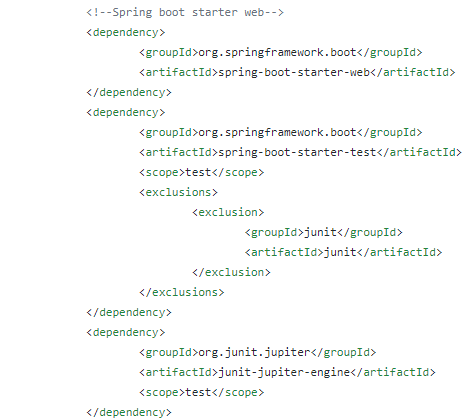 <!--Spring boot starter web-->
<dependency>
<groupId>org.springframework.boot</groupId>
<artifactId>spring-boot-starter-web</artifactId>
</dependency>
<dependency>
<groupId>org.springframework.boot</groupId>
<artifactId>spring-boot-starter-test</artifactId>
<scope>test</scope>
<exclusions>
<exclusion>
<groupId>junit</groupId>
<artifactId>junit</artifactId>
</exclusion>
</exclusions>
</dependency>
<dependency>
<groupId>org.junit.jupiter</groupId>
<artifactId>junit-jupiter-engine</artifactId>
<scope>test</scope>
</dependency>